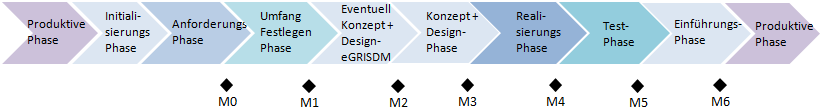 Produktive
Phase
Initiali-
sierungs
Phase
Anforderungs
Phase
Umfang
Festlegen
Phase
Eventuell
Konzept +
Design-
eGRISDM
Konzept +
Design-
Phase
Reali-
sierungs
Phase
Test-
Phase
Einführungs-
Phase
Produktive
Phase
M0
M1
M2
M3
M4
M5
M6